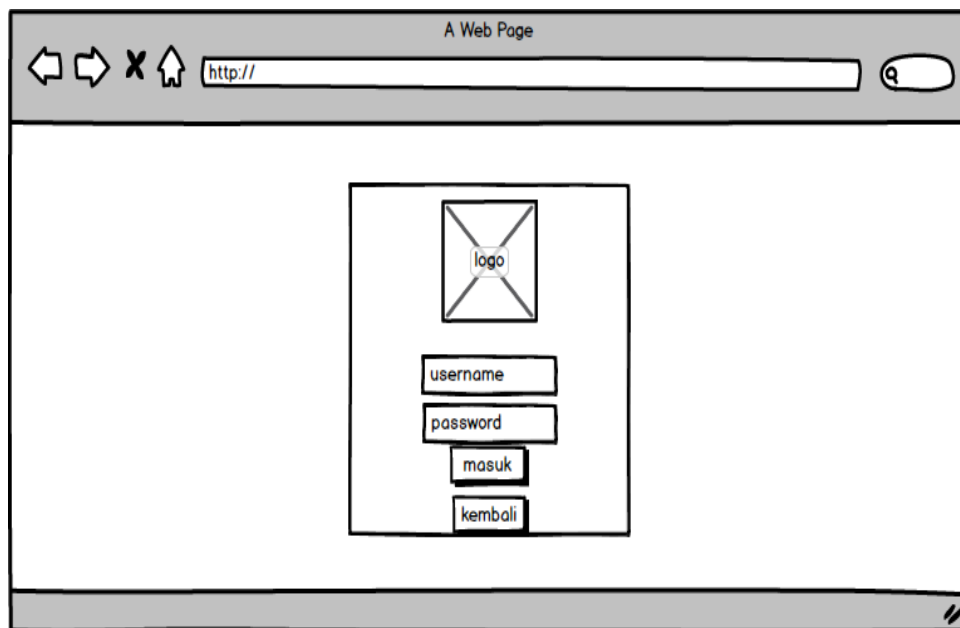 A Web Page
http://
logo
username
password
masuk
kembali